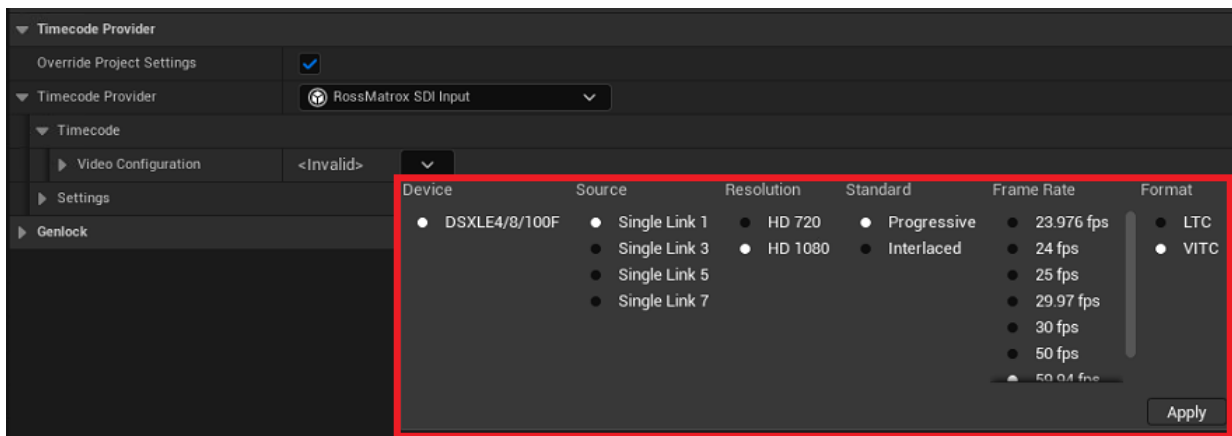 Timecode Provider
Override Project Settings
Timecode Provider RossMatrox SDI Input
Timecode
Video Configuration <Invalid>
Settings
Genlock
Device Source Resolution Standard Frame Rate Format
DSXLE4/8/100F Single Link 1 HD 720 Progressive 23.976 fps LTC
Single Link 3 HD 1080 Interlaced 24 fps VITC
Single Link 5 25 fps
Single Link 7 29.97 fps
30 fps
50 fps
59.94 fps
Apply